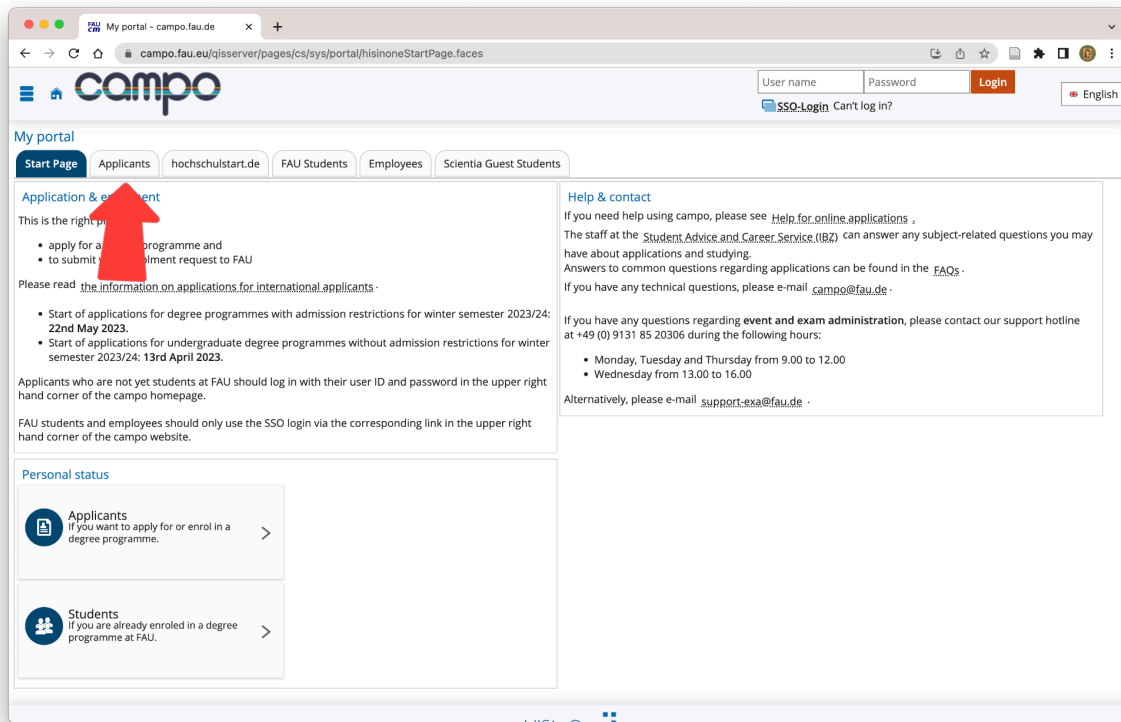 FAU cm My portal - campo.fau.de
campo.fau.eu/qisserver/pages/cs/sys/portal/hisinoneStartPage.faces
campo
User name Password Login
SSO-Login Can't log in?
English
My portal
Start Page Applicants hochschulstart.de FAU Students Employees Scientia Guest Students
Application &
This is the right
apply for a programme and
to submit enrolment request to FAU
Please read the information on applications for international applicants.
Start of applications for degree programmes with admission restrictions for winter semester 2023/24:
22nd May 2023.
Start of applications for undergraduate degree programmes without admission restrictions for winter
semester 2023/24: 13rd April 2023.
Applicants who are not yet students at FAU should log in with their user ID and password in the upper right
hand corner of the campo homepage.
FAU students and employees should only use the SSO login via the corresponding link in the upper right
hand corner of the campo website.
Help & contact
If you need help using campo, please see Help for online applications .
The staff at the Student Advice and Career Service (IBZ) can answer any subject-related questions you may
have about applications and studying.
Answers to common questions regarding applications can be found in the FAQs.
If you have any technical questions, please e-mail campo@fau.de.
If you have any questions regarding event and exam administration, please contact our support hotline
at +49 (0) 9131 85 20306 during the following hours:
Monday, Tuesday and Thursday from 9.00 to 12.00
Wednesday from 13.00 to 16.00
Alternatively, please e-mail support-exa@fau.de .
Personal status
Applicants
If you want to apply for or enrol in a
degree programme.
Students
If you are already enroled in a degree
programme at FAU.